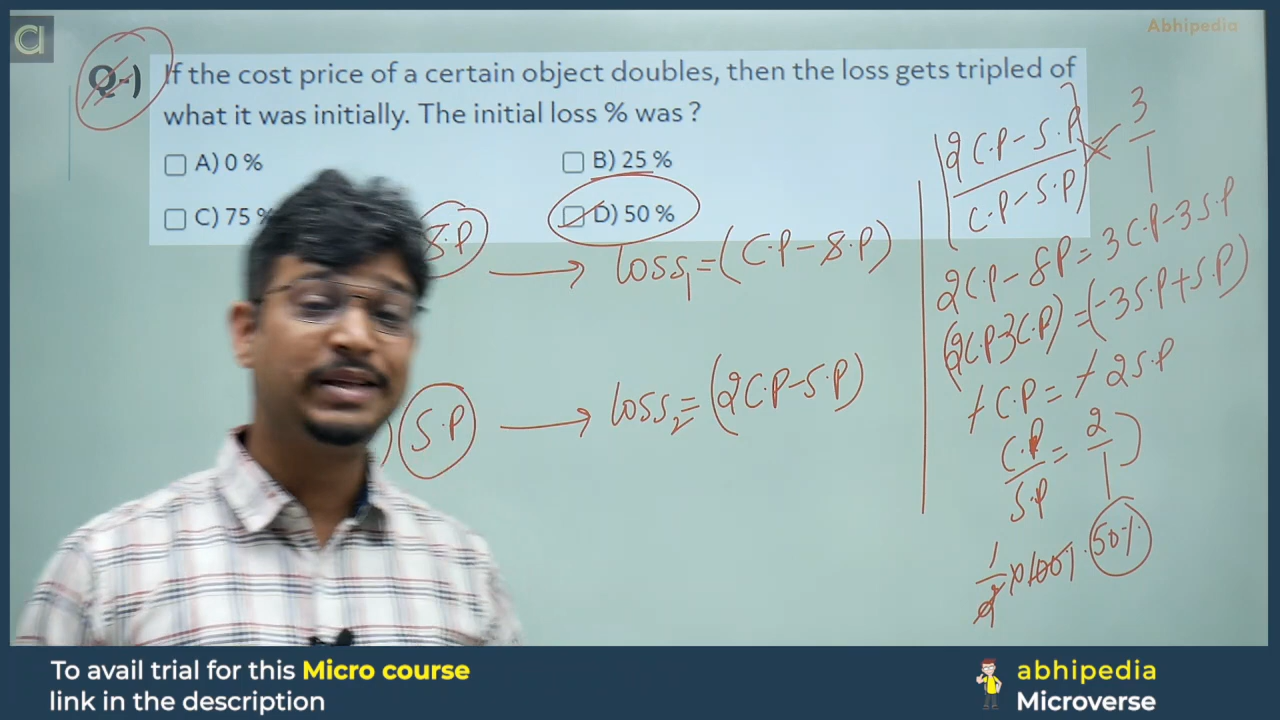 Abhipedia
Q-) If the cost price of a certain object doubles, then the loss gets tripled of
what it was initially. The initial loss % was ?
A) 0 %
B) 25 %
C) 75 %
D) 50 %
S.P
loss₁ = (C.P - S.P)
S.P
loss₂ = (2C.P - S.P)
2C.P - S.P / C.P - S.P = 3/1
2C.P - SP = 3C.P - 3S.P
(2C.P 3C.P) = (-3S.P + S.P)
C.P = 2S.P
C.P/S.P = 2/1
1/2 × 100 50%
To avail trial for this Micro course
link in the description
abhipedia
Microverse